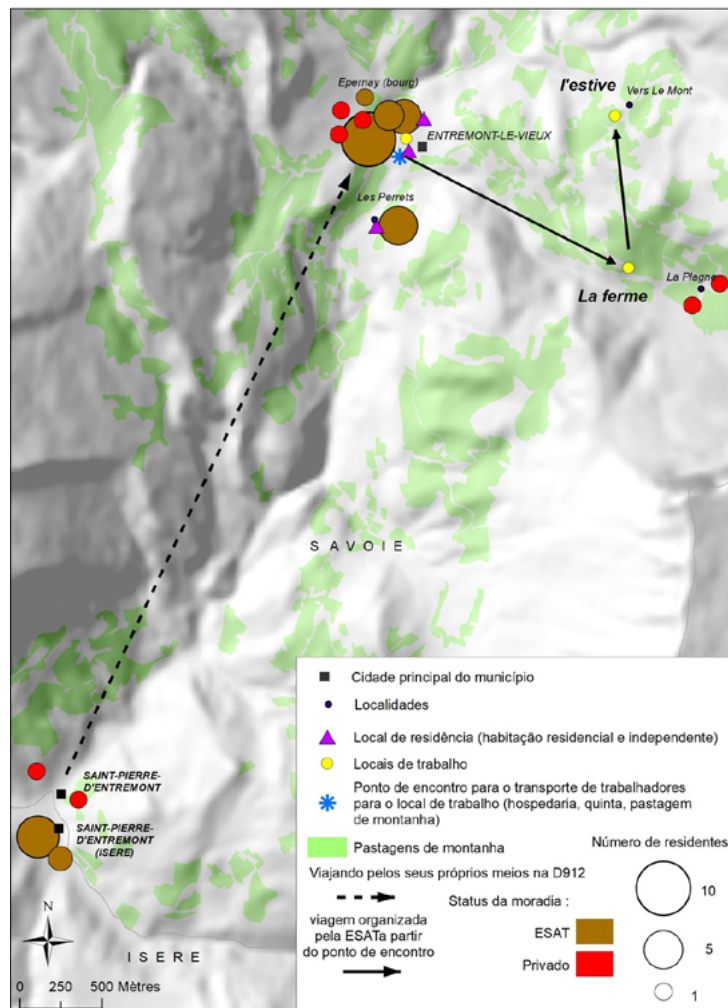 Epernay (bourg)
l'estive
Vers Le Mont
ENTREMONT-LE-VIEUX
Les Perrets
La ferme
La Plagne
SAVOIE
SAINT-PIERRE-
D'ENTREMONT
SAINT-PIERRE-
D'ENTREMONT
(ISERE)
N
ISERE
0 250 500 Mètres
Cidade principal do município
Localidades
Local de residência (habitação residencial e independente)
Locais de trabalho
Ponto de encontro para o transporte de trabalhadores
para o local de trabalho (hospedaria, quinta, pastagem
de montanha)
Pastagens de montanha
Viajando pelos seus próprios meios na D912
viagem organizada
pela ESATa partir
do ponto de encontro
Número de residentes
Status da moradia :
ESAT
Privado
10
5
1